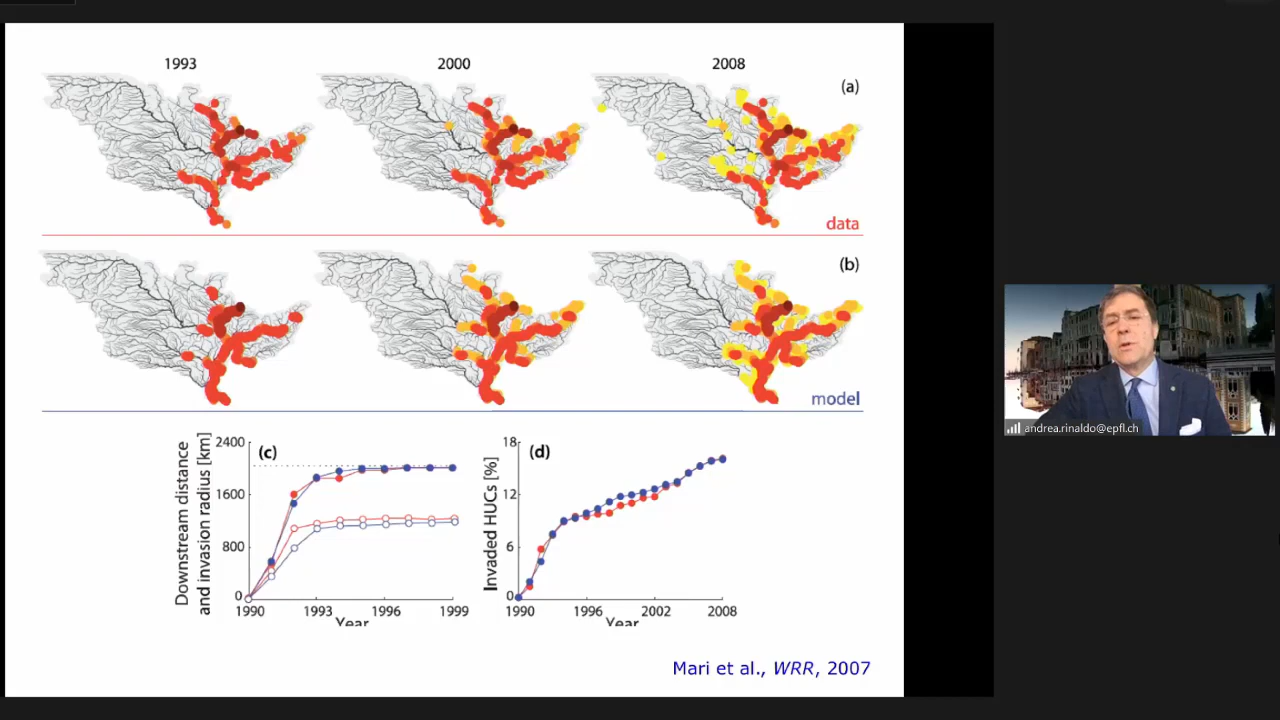 1993
2000
2008
(a)
data
(b)
model
Downstream distance
and invasion radius [km]
2400
1600
800
0
(c)
1990
1993
1996
1999
Year
Invaded HUCs [%]
18
12
6
0
(d)
1990
1996
2002
2008
Year
Mari et al., WRR, 2007
andrea.rinaldo@epfl.ch